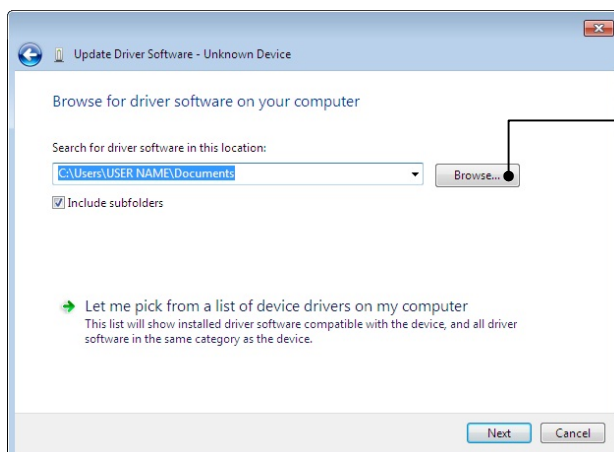 Update Driver Software - Unknown Device
Browse for driver software on your computer
Search for driver software in this location:
C:\Users\USER NAME\Documents
Browse...
Include subfolders
Let me pick from a list of device drivers on my computer
This list will show installed driver software compatible with the device, and all driver
software in the same category as the device.
Next
Cancel